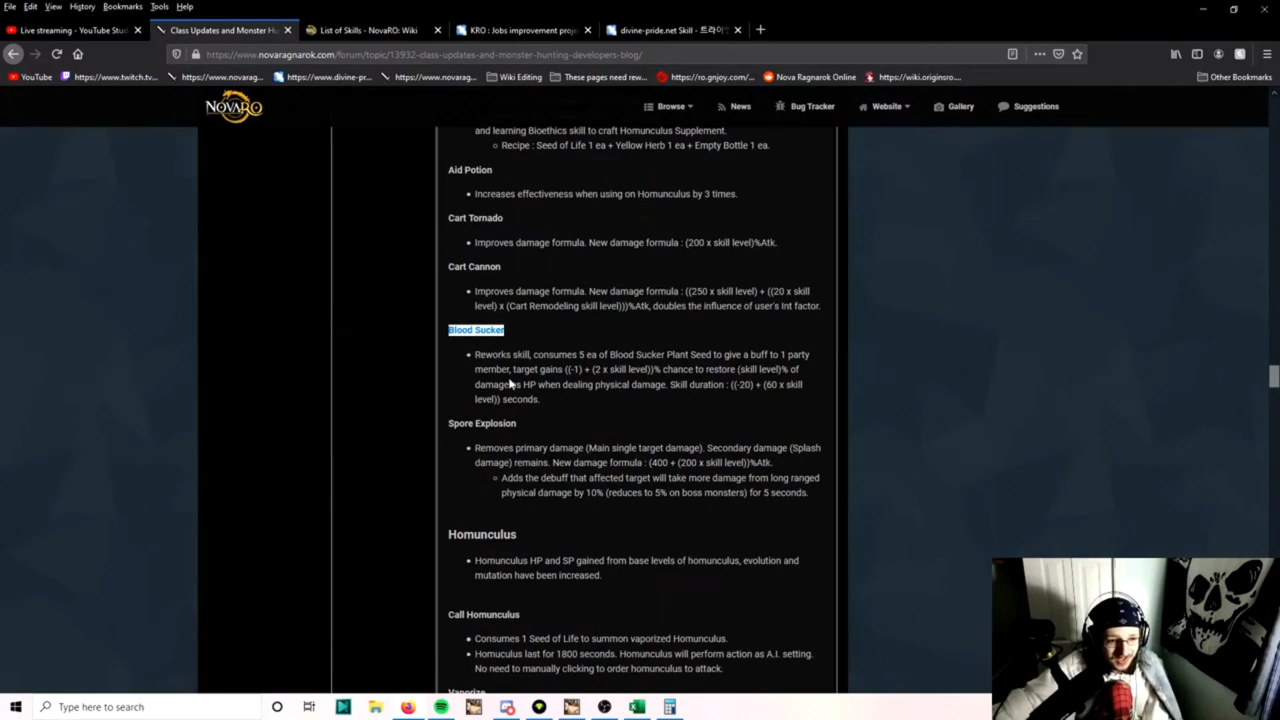 File Edit View History Bookmarks Tools Help
Live streaming - YouTube Stud
Class Updates and Monster Hu
List of Skills - NovaRO: Wiki
KRO : Jobs improvement proj
divine-pride.net Skill - 트라이
https://www.novaragnarok.com/forum/topic/13932-class-updates-and-monster-hunting-developers-blog/
YouTube https://www.twitch.tv... https://www.novarag... https://www.divine-pr... https://www.novarag... Wiki Editing These pages need rew... https://ro.gnjoy.com/... Nova Ragnarok Online https://wiki.originsro... Other Bookmarks
NOVARO Browse News Bug Tracker Website Gallery Suggestions
and learning Bioethics skill to craft Homunculus Supplement.
Recipe : Seed of Life 1 ea + Yellow Herb 1 ea + Empty Bottle 1 ea.
Aid Potion
Increases effectiveness when using on Homunculus by 3 times.
Cart Tornado
Improves damage formula. New damage formula : (200 x skill level)%Atk.
Cart Cannon
Improves damage formula. New damage formula : ((250 x skill level) + ((20 x skill
level) x (Cart Remodeling skill level)))%Atk, doubles the influence of user's Int factor.
Blood Sucker
Reworks skill, consumes 5 ea of Blood Sucker Plant Seed to give a buff to 1 party
member, target gains ((-1) + (2 x skill level))% chance to restore (skill level)% of
damage as HP when dealing physical damage. Skill duration : ((-20) + (60 x skill
level)) seconds.
Spore Explosion
Removes primary damage (Main single target damage). Secondary damage (Splash
damage) remains. New damage formula : (400 + (200 x skill level))%Atk.
Adds the debuff that affected target will take more damage from long ranged
physical damage by 10% (reduces to 5% on boss monsters) for 5 seconds.
Homunculus
Homunculus HP and SP gained from base levels of homunculus, evolution and
mutation have been increased.
Call Homunculus
Consumes 1 Seed of Life to summon vaporized Homunculus.
Homuculus last for 1800 seconds. Homunculus will perform action as A.I. setting.
No need to manually clicking to order homunculus to attack.
Vaporize
Type here to search